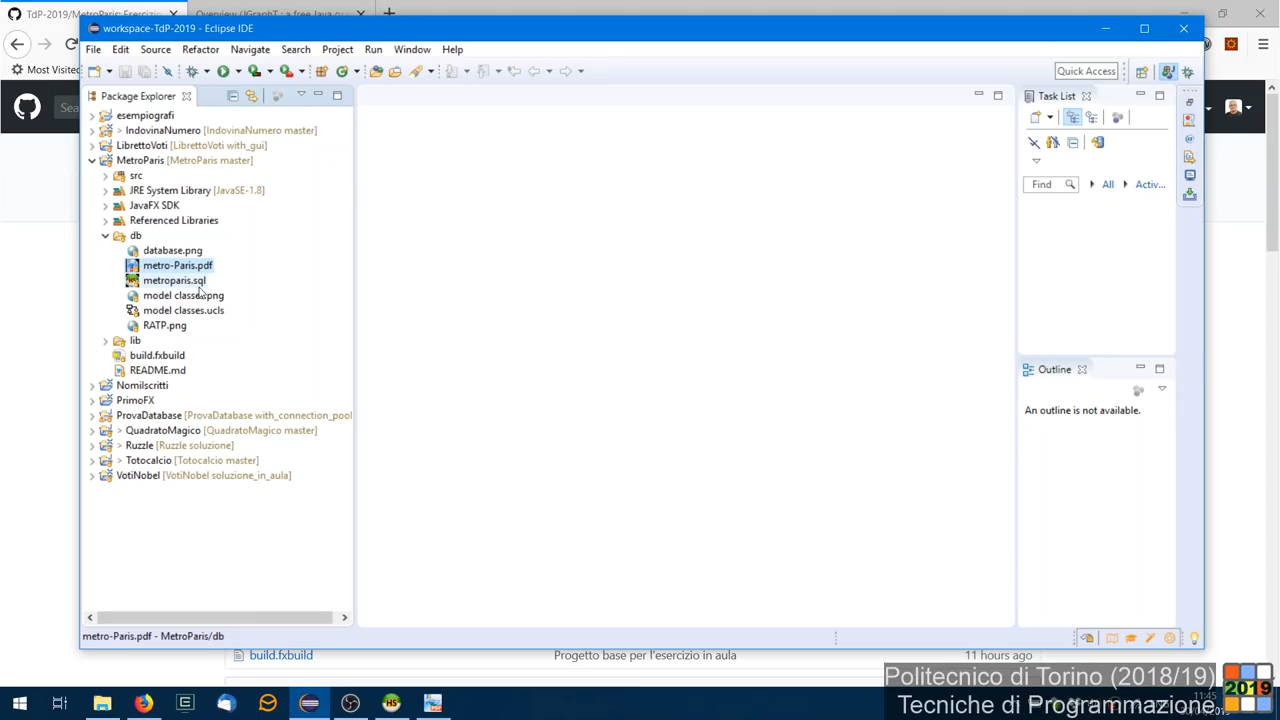 TdP-2019/MetroParis: Esercizi
Overview (JGraphT : a free Java gra
workspace-TdP-2019 - Eclipse IDE
File Edit Source Refactor Navigate Search Project Run Window Help
Most Visited
Quick Access
Sea
Package Explorer
Task List
esempiografi
> IndovinaNumero [IndovinaNumero master]
LibrettoVoti [LibrettoVoti with_gui]
MetroParis [MetroParis master]
src
JRE System Library [JavaSE-1.8]
Find All Activ...
JavaFX SDK
Referenced Libraries
db
database.png
metro-Paris.pdf
metroparis.sql
model classes.png
model classes.ucls
RATP.png
lib
build.fxbuild
README.md
Outline
NomiIscritti
PrimoFX
An outline is not available.
ProvaDatabase [ProvaDatabase with_connection_pool
> QuadratoMagico [QuadratoMagico master]
> Ruzzle [Ruzzle soluzione]
> Totocalcio [Totocalcio master]
VotiNobel [VotiNobel soluzione_in_aula]
metro-Paris.pdf - MetroParis/db
build.fxbuild Progetto base per l'esercizio in aula 11 hours ago
Politecnico di Torino (2018/19)
2019
11:45
Tecniche di Programmazione